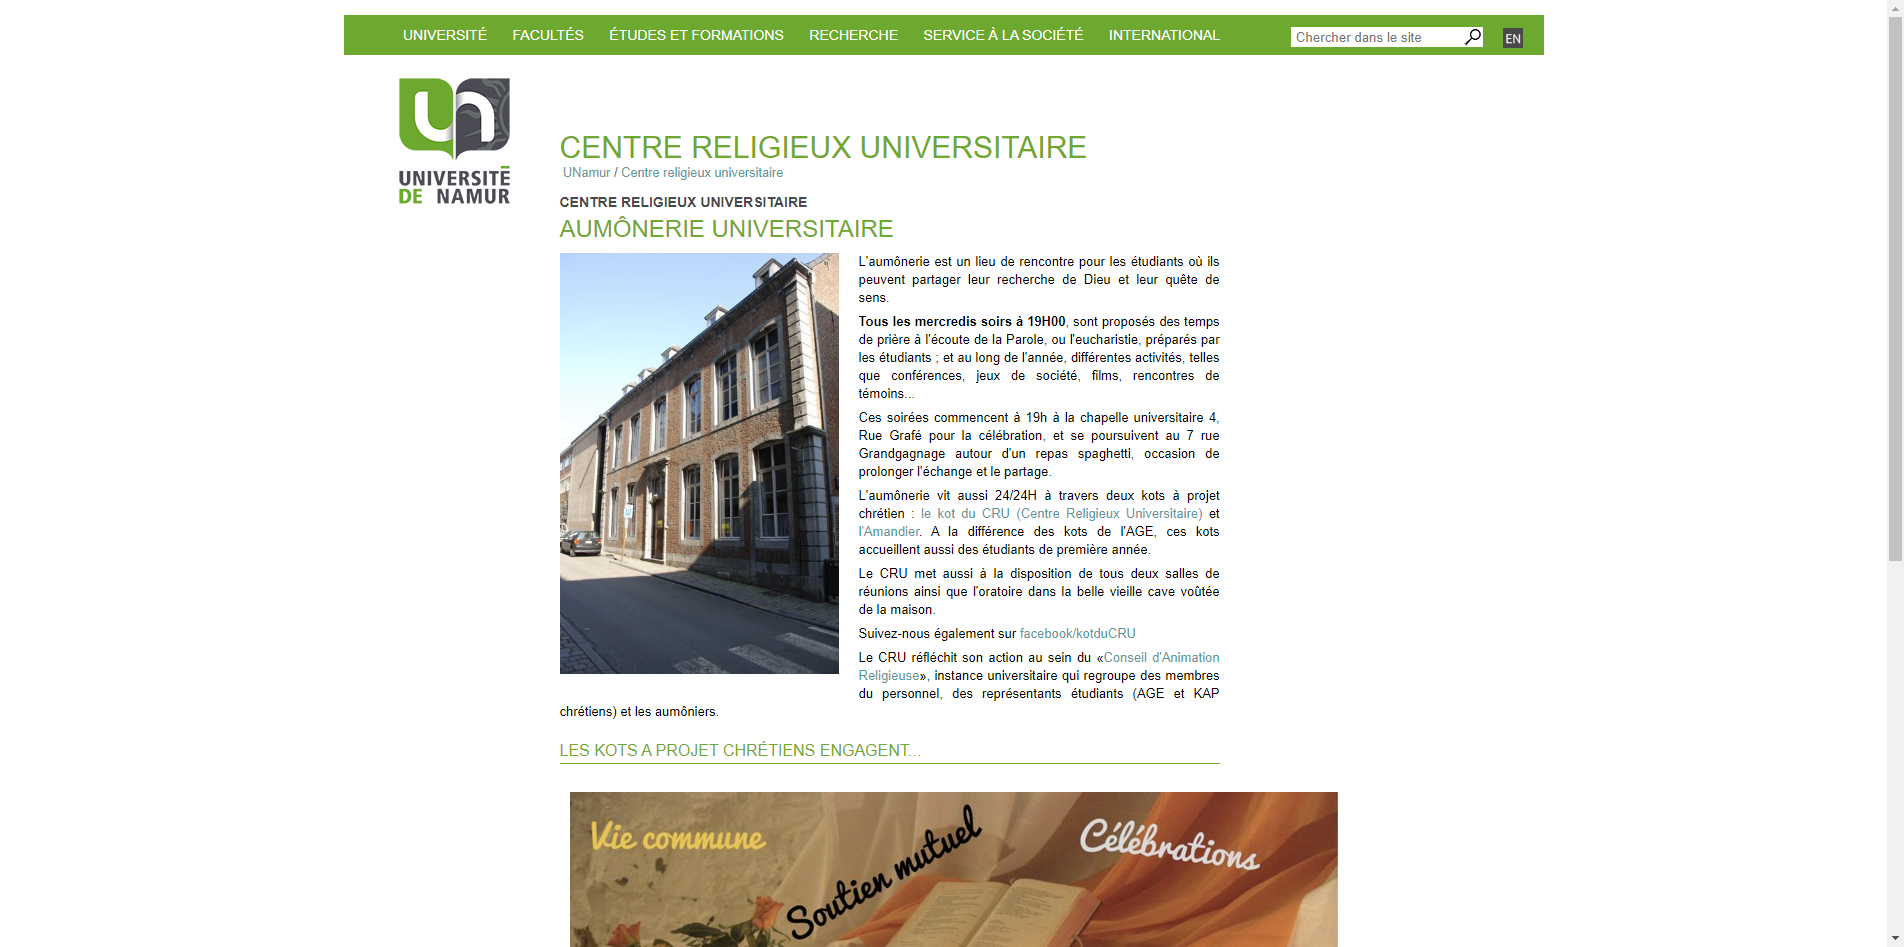 UNIVERSITÉ FACULTÉS ÉTUDES ET FORMATIONS RECHERCHE SERVICE À LA SOCIÉTÉ INTERNATIONAL Chercher dans le site EN
un
UNIVERSITÉ
DE NAMUR
CENTRE RELIGIEUX UNIVERSITAIRE
UNamur / Centre religieux universitaire
CENTRE RELIGIEUX UNIVERSITAIRE
AUMÔNERIE UNIVERSITAIRE
L'aumônerie est un lieu de rencontre pour les étudiants où ils
peuvent partager leur recherche de Dieu et leur quête de
sens.
Tous les mercredis soirs à 19H00, sont proposés des temps
de prière à l'écoute de la Parole, ou l'eucharistie, préparés par
les étudiants ; et au long de l'année, différentes activités, telles
que conférences, jeux de société, films, rencontres de
témoins...
Ces soirées commencent à 19h à la chapelle universitaire 4,
Rue Grafé pour la célébration, et se poursuivent au 7 rue
Grandgagnage autour d'un repas spaghetti, occasion de
prolonger l'échange et le partage.
L'aumônerie vit aussi 24/24H à travers deux kots à projet
chrétien : le kot du CRU (Centre Religieux Universitaire) et
l'Amandier. A la différence des kots de l'AGE, ces kots
accueillent aussi des étudiants de première année.
Le CRU met aussi à la disposition de tous deux salles de
réunions ainsi que l'oratoire dans la belle vieille cave voûtée
de la maison.
Suivez-nous également sur facebook/kotduCRU
Le CRU réfléchit son action au sein du «Conseil d'Animation
Religieuse», instance universitaire qui regroupe des membres
du personnel, des représentants étudiants (AGE et KAP
chrétiens) et les aumôniers.
LES KOTS A PROJET CHRÉTIENS ENGAGENT...
Vie commune
Soutien mutuel
Célébrations